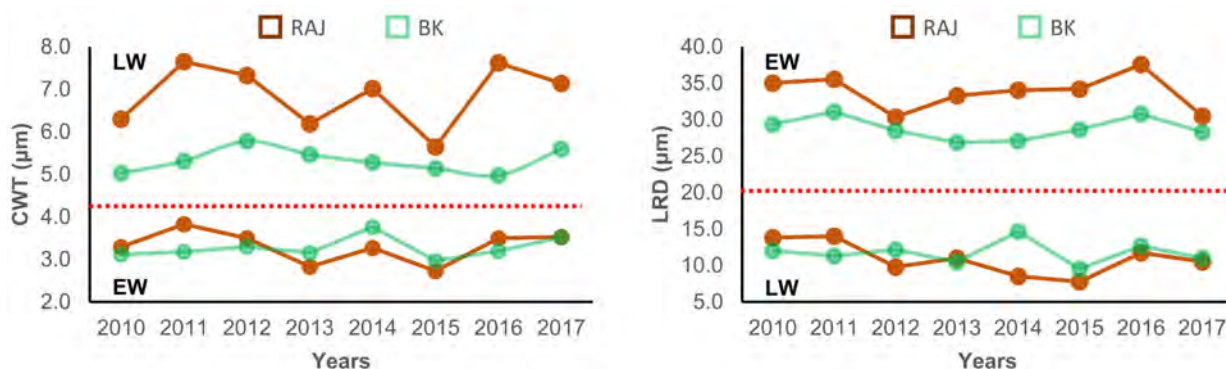 RAJ BK
8.0
7.0
6.0
5.0
4.0
3.0
2.0
CWT (µm)
LW
EW
2010 2011 2012 2013 2014 2015 2016 2017
Years
RAJ BK
40.0
35.0
30.0
25.0
20.0
15.0
10.0
5.0
LRD (µm)
EW
LW
2010 2011 2012 2013 2014 2015 2016 2017
Years